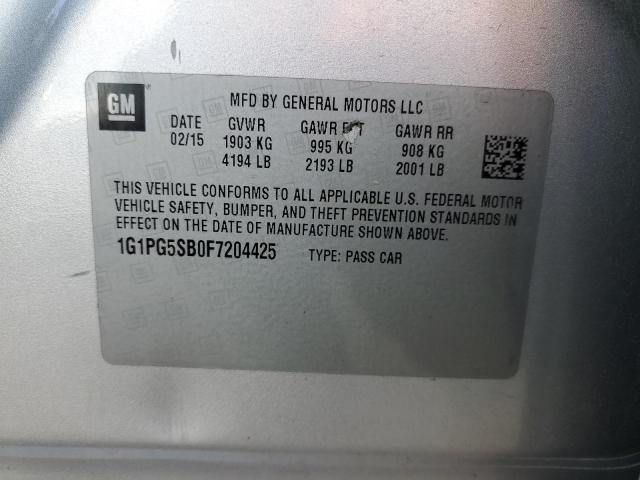 GM
MFD BY GENERAL MOTORS LLC
DATE GVWR GAWR FRT GAWR RR
02/15 1903 KG 995 KG 908 KG
4194 LB 2193 LB 2001 LB
THIS VEHICLE CONFORMS TO ALL APPLICABLE U.S. FEDERAL MOTOR
VEHICLE SAFETY, BUMPER, AND THEFT PREVENTION STANDARDS IN
EFFECT ON THE DATE OF MANUFACTURE SHOWN ABOVE.
1G1PG5SB0F7204425 TYPE: PASS CAR